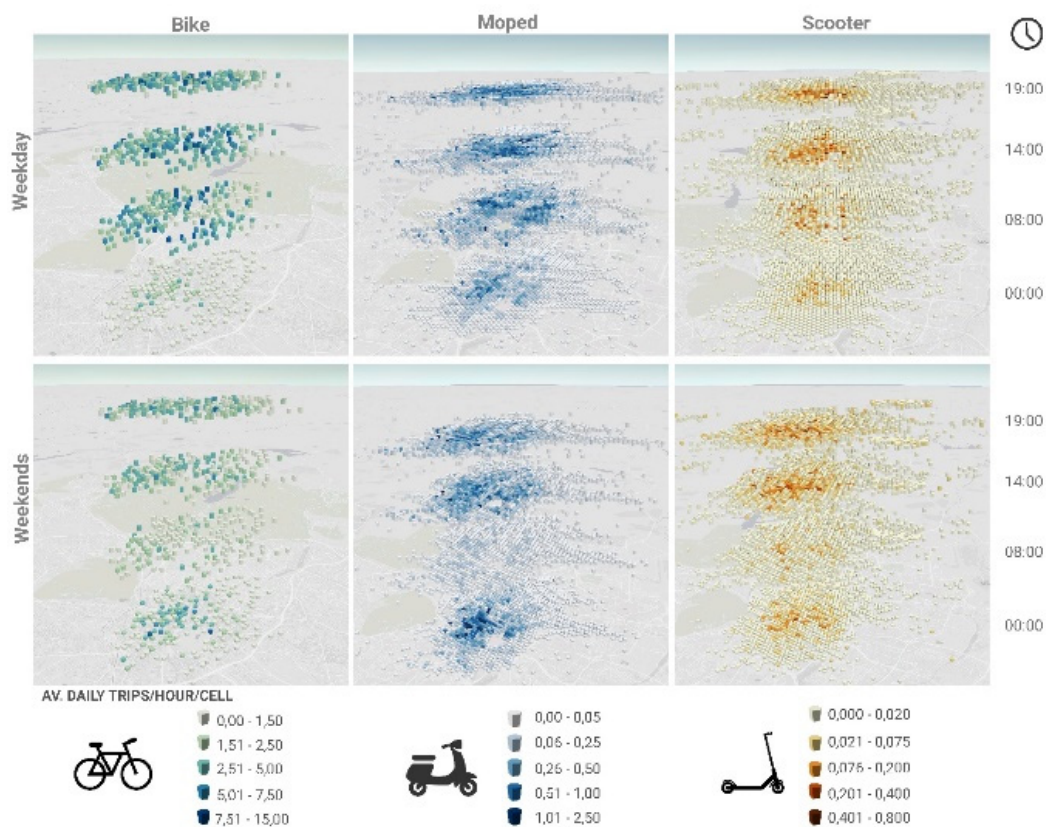 Bike Moped Scooter
Weekday
19:00
14:00
08:00
00:00
Weekends
19:00
14:00
08:00
00:00
AV. DAILY TRIPS/HOUR/CELL
0,00 - 1,50
1,51 - 2,50
2,51 - 5,00
5,01 - 7,50
7,51 - 15,00
0,00 - 0,05
0,06 - 0,25
0,26 - 0,50
0,51 - 1,00
1,01 - 2,50
0,000 - 0,020
0,021 - 0,075
0,076 - 0,200
0,201 - 0,400
0,401 - 0,800